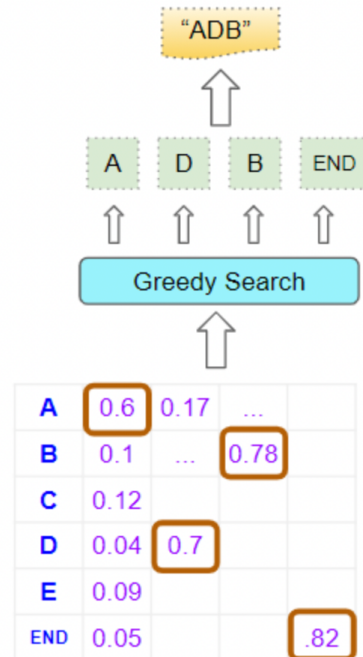 “ADB”
A D B END
Greedy Search
A 0.6 0.17 ...
B 0.1 ... 0.78
C 0.12
D 0.04 0.7
E 0.09
END 0.05 .82